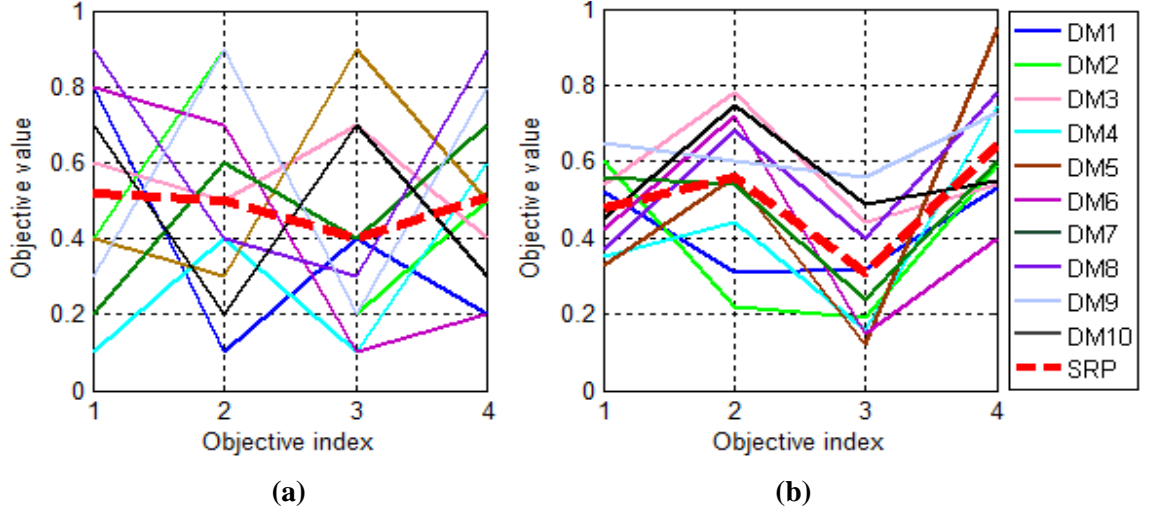 1
0.8
0.6
0.4
0.2
0
1
2
3
4
Objective value
Objective index
(a)
1
0.8
0.6
0.4
0.2
0
1
2
3
4
Objective value
Objective index
(b)
DM1
DM2
DM3
DM4
DM5
DM6
DM7
DM8
DM9
DM10
SRP